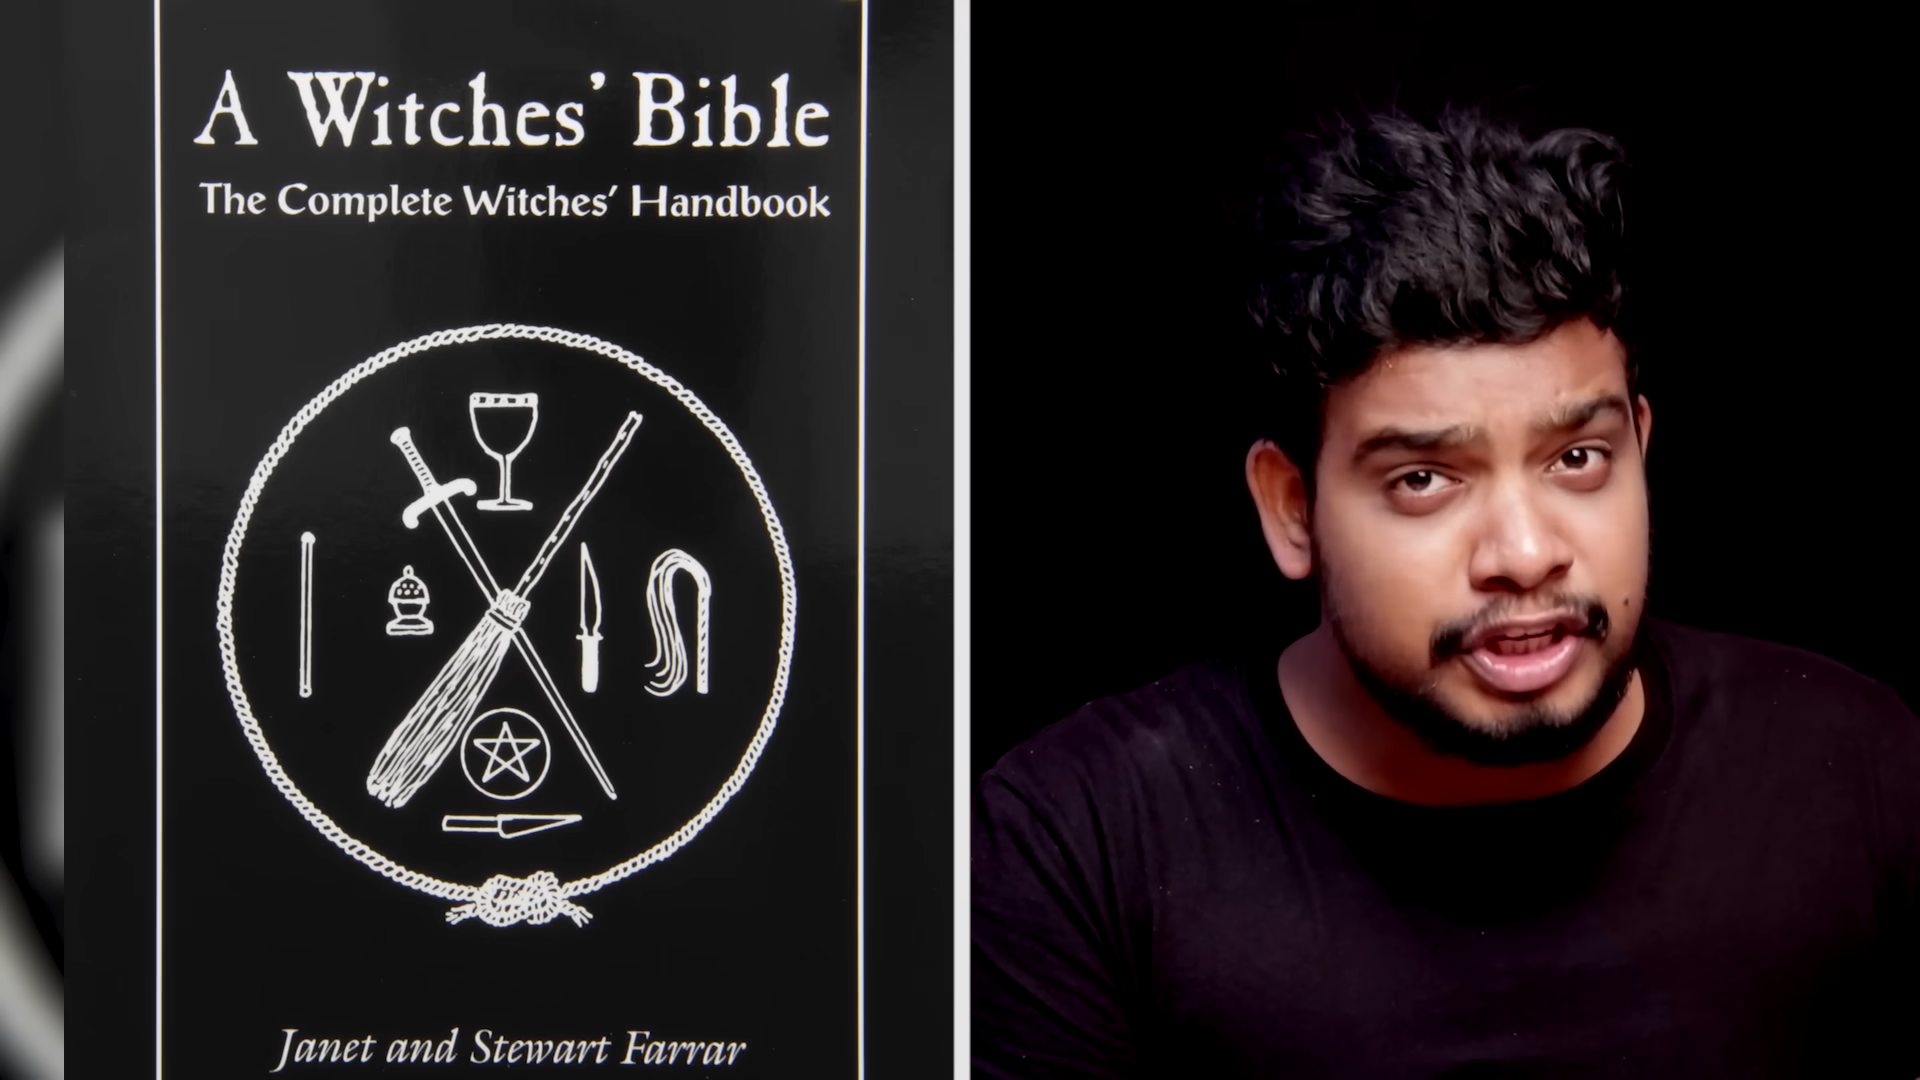 A Witches’ Bible
The Complete Witches’ Handbook
Janet and Stewart Farrar